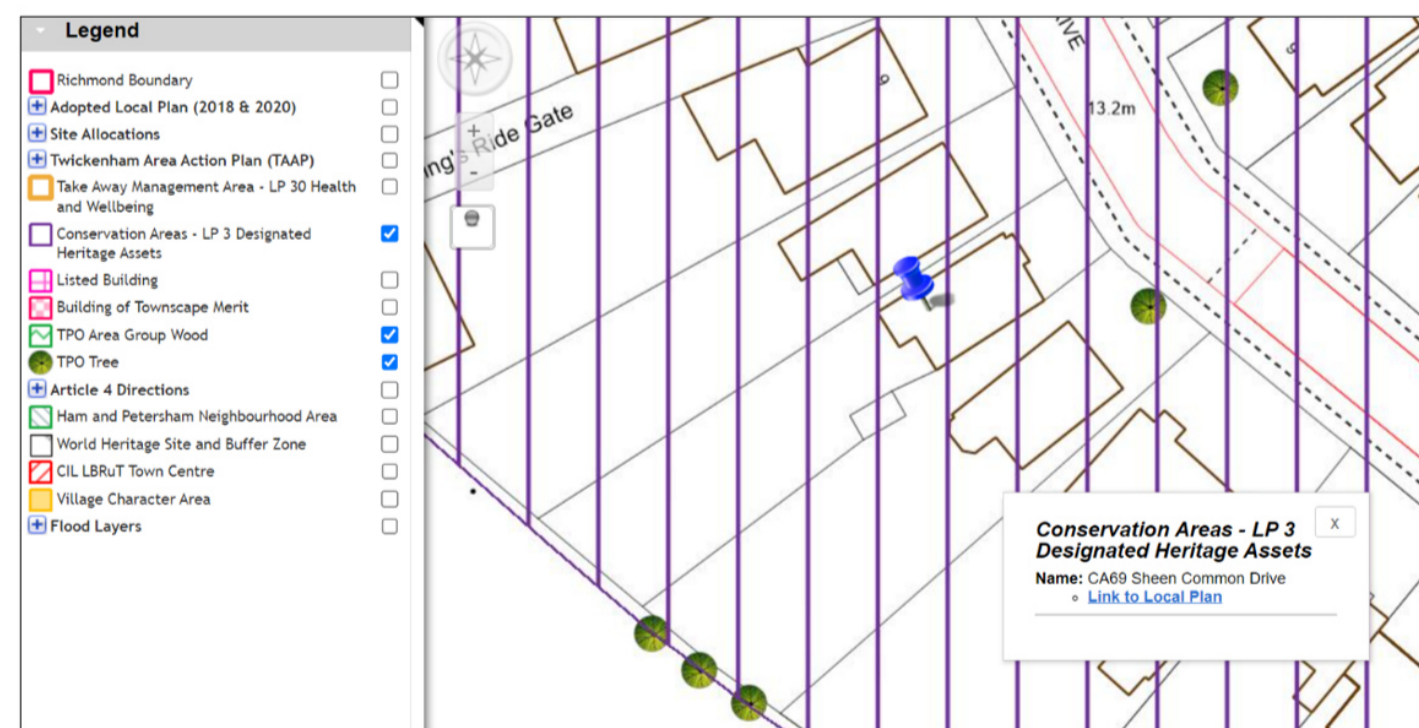 Legend
Richmond Boundary
Adopted Local Plan (2018 & 2020)
Site Allocations
Twickenham Area Action Plan (TAAP)
Take Away Management Area - LP 30 Health
and Wellbeing
Conservation Areas - LP 3 Designated
Heritage Assets
Listed Building
Building of Townscape Merit
TPO Area Group Wood
TPO Tree
Article 4 Directions
Ham and Petersham Neighbourhood Area
World Heritage Site and Buffer Zone
CIL LBRuT Town Centre
Village Character Area
Flood Layers
+
-
ing's Ride Gate
9
IVE
13.2m
9
Conservation Areas - LP 3
Designated Heritage Assets
X
Name: CA69 Sheen Common Drive
Link to Local Plan